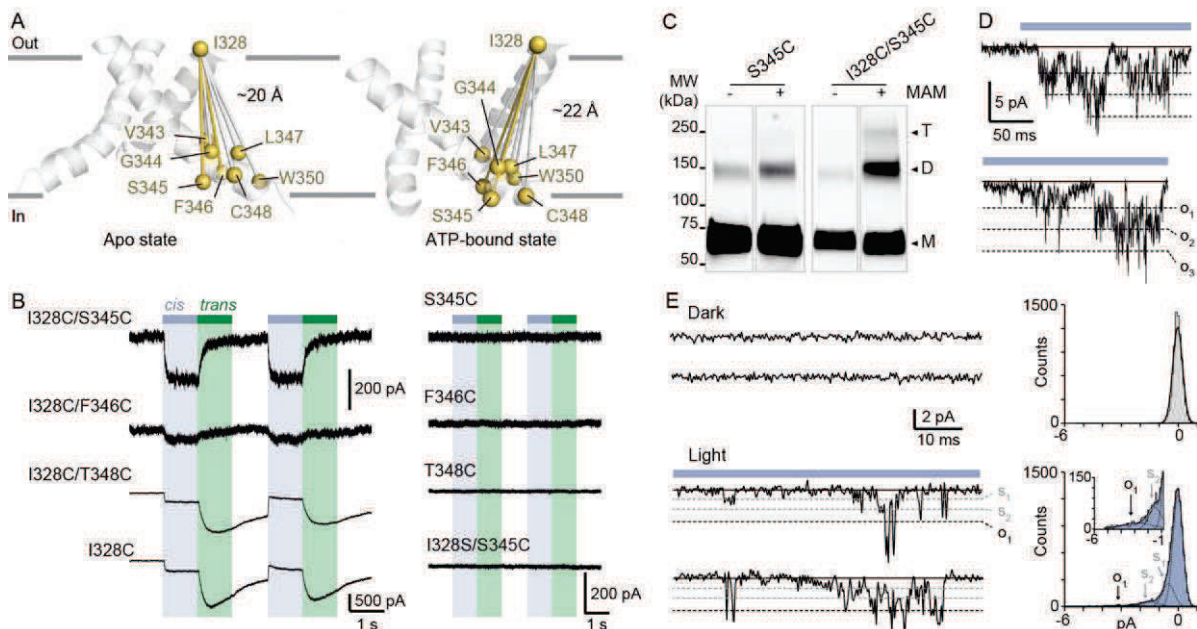 A
Out
I328
~20 Å
V343
G344
S345
F346
L347
C348
W350
In
Apo state
I328
G344
~22 Å
V343
F346
S345
L347
W350
C348
ATP-bound state
B
cis
trans
I328C/S345C
200 pA
I328C/F346C
I328C/T348C
I328C
500 pA
1 s
S345C
F346C
T348C
I328S/S345C
200 pA
1 s
C
S345C
I328C/S345C
MW
(kDa)
- + - + MAM
250
150
100
75
50
T
D
M
D
5 pA
50 ms
O1
O2
O3
E
Dark
2 pA
10 ms
Light
S1
S2
O1
1500
Counts
0
-6
0
1500
Counts
0
150
0
-6
-1
O1
S2
S1
O1
S2
S1
-6
0
pA